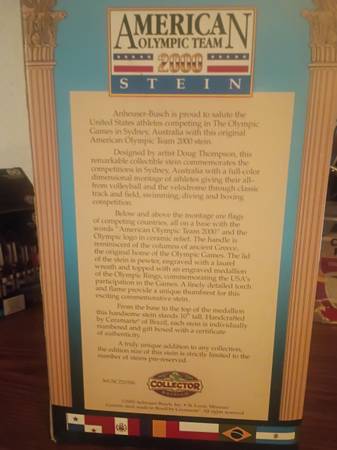 AMERICAN
OLYMPIC TEAM
2000
STEIN
Anheuser-Busch is proud to salute the
United States athletes competing in The Olympic
Games in Sydney, Australia with this original
American Olympic Team 2000 stein.
Designed by artist Doug Thompson, this
remarkable collectible stein commemorates the
competitions in Sydney, Australia with a full-color
dimensional montage of athletes giving their all-
from volleyball and the velodrome through classic
track and field, swimming, diving and boxing
competition.
Below and above the montage are flags
of competing countries, all on a base with the
words "American Olympic Team 2000" and the
Olympic logo in ceramic relief. The handle is
reminiscent of the columns of ancient Greece,
the original home of the Olympic Games. The lid
of the stein is pewter, engraved with a laurel
wreath and topped with an engraved medallion
of the Olympic Rings, commemorating the USA's
participation in the Games. A finely detailed torch
and flame provide a unique thumbrest for this
exciting commemorative stein.
From the base to the top of the medallion
this handsome stein stands 10" tall. Handcrafted
by Ceramarte® of Brazil, each stein is individually
numbered and gift boxed with a certificate
of authenticity.
A truly unique addition to any collection,
the edition size of this stein is strictly limited to the
number of steins pre-ordered.
COLLECTOR